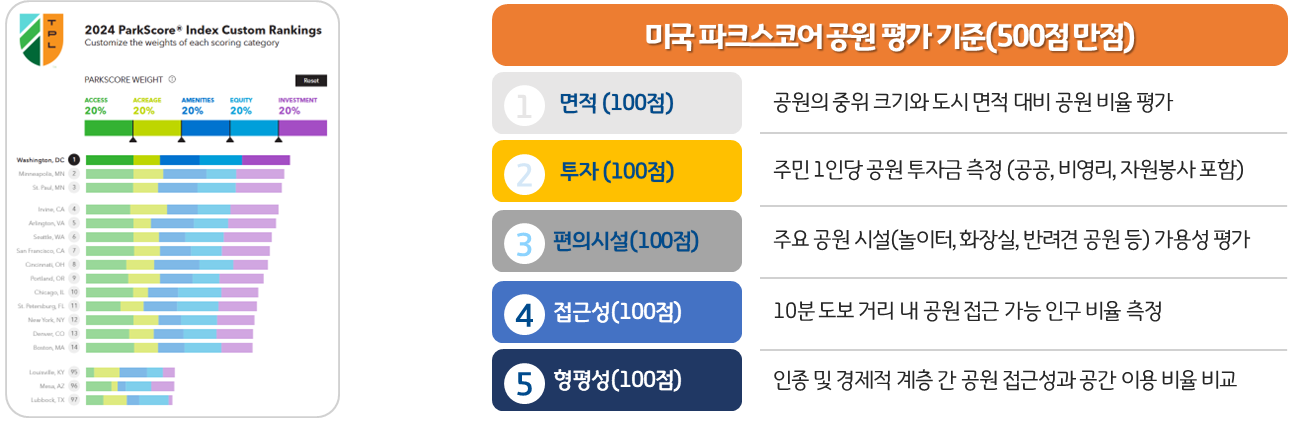 TPL
2024 ParkScore® Index Custom Rankings
Customize the weights of each scoring category
PARKSCORE WEIGHT
Reset
ACCESS ACREAGE AMENITIES EQUITY INVESTMENT
20% 20% 20% 20% 20%
Washington, DC 1
Minneapolis, MN 2
St. Paul, MN 3
Irvine, CA 4
Arlington, VA 5
Seattle, WA 6
San Francisco, CA 7
Cincinnati, OH 8
Portland, OR 9
Chicago, IL 10
St. Petersburg, FL 11
New York, NY 12
Denver, CO 13
Boston, MA 14
Louisville, KY 95
Mesa, AZ 96
Lubbock, TX 97
미국 파크스코어 공원 평가 기준(500점 만점)
1 면적 (100점) 공원의 중위 크기와 도시 면적 대비 공원 비율 평가
2 투자 (100점) 주민 1인당 공원 투자금 측정 (공공, 비영리, 자원봉사 포함)
3 편의시설(100점) 주요 공원 시설(놀이터, 화장실, 반려견 공원 등) 가용성 평가
4 접근성(100점) 10분 도보 거리 내 공원 접근 가능 인구 비율 측정
5 형평성(100점) 인종 및 경제적 계층 간 공원 접근성과 공간 이용 비율 비교